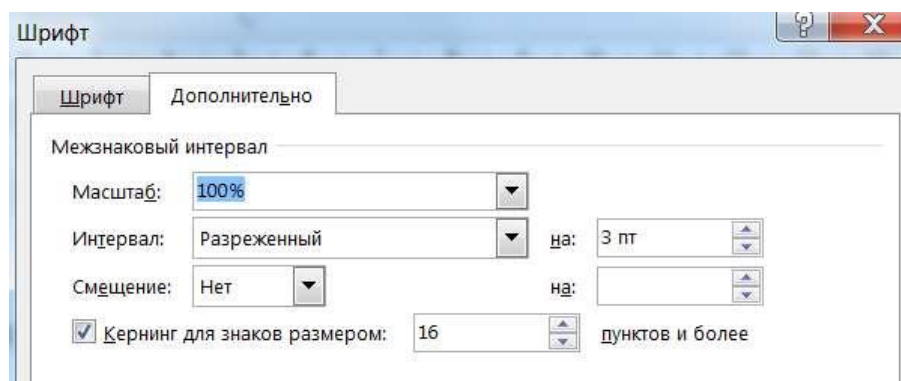 Шрифт
Шрифт Дополнительно
Межзнаковый интервал
Масштаб: 100%
Интервал: Разреженный на: 3 пт
Смещение: Нет на:
Кернинг для знаков размером: 16 пунктов и более